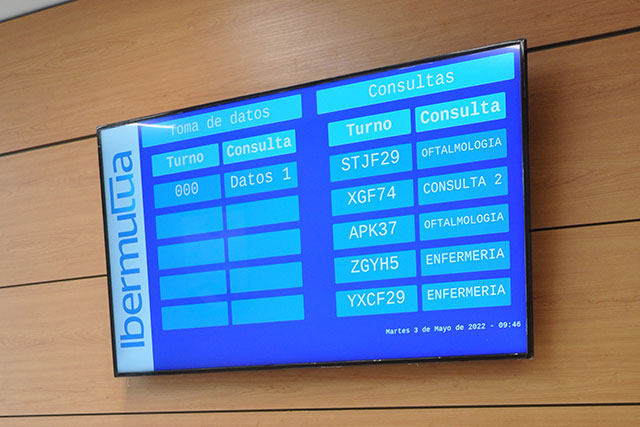 Ibermutua
Toma de datos
Turno Consulta
000 Datos 1
Consultas
Turno Consulta
STJF29 OFTALMOLOGIA
XGF74 CONSULTA 2
APK37 OFTALMOLOGIA
ZGYH5 ENFERMERIA
YXCF29 ENFERMERIA
Martes 3 de Mayo de 2022 - 09:46